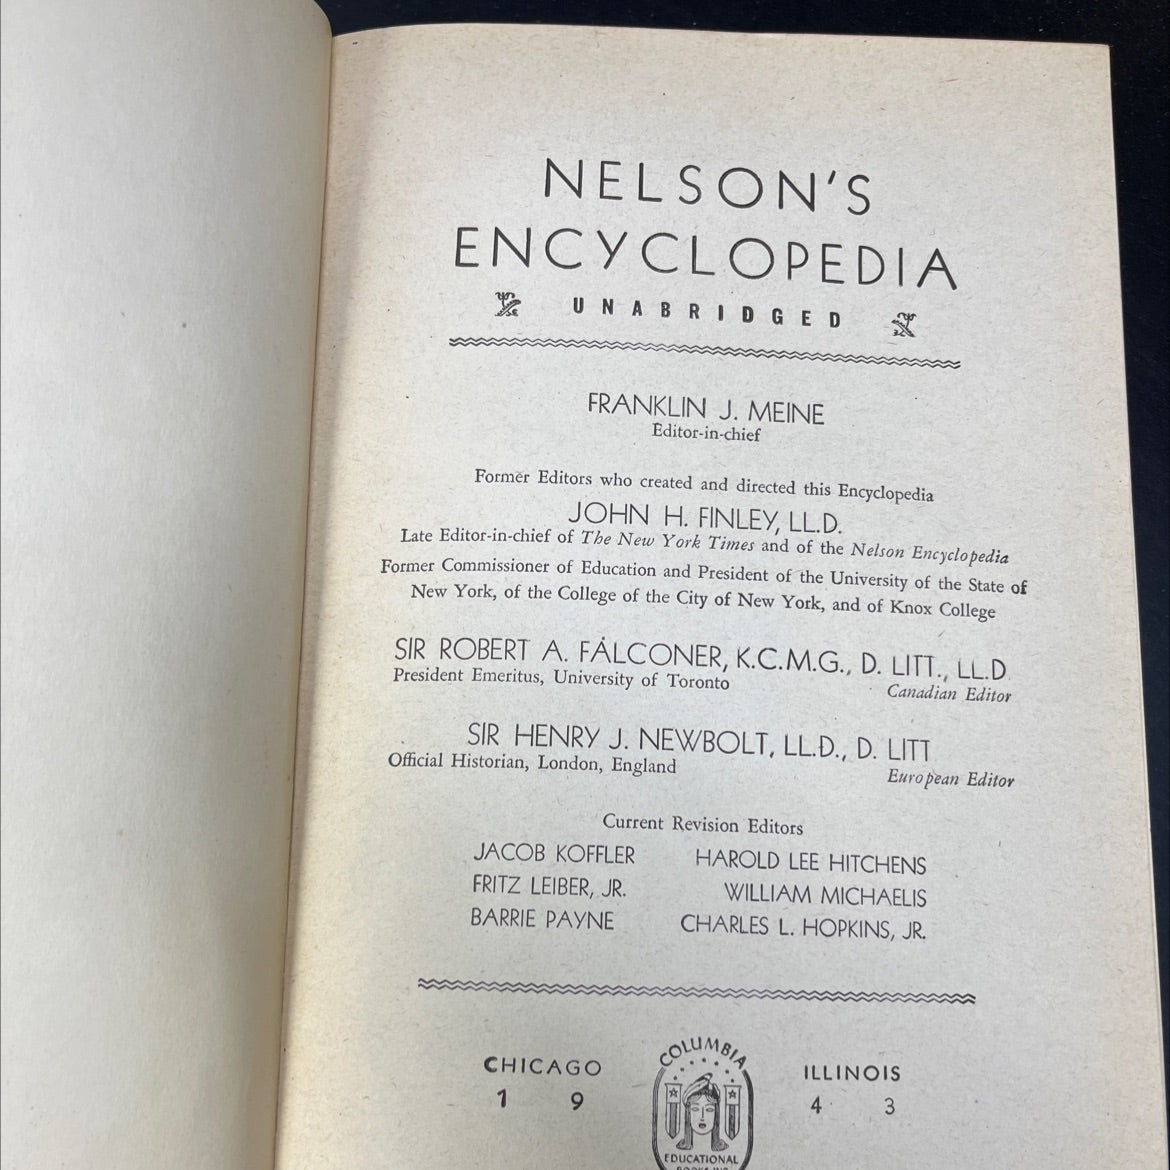 NELSON'S
ENCYCLOPEDIA
UNABRIDGED
FRANKLIN J. MEINE
Editor-in-chief
Former Editors who created and directed this Encyclopedia
JOHN H. FINLEY, LL.D.
Late Editor-in-chief of The New York Times and of the Nelson Encyclopedia
Former Commissioner of Education and President of the University of the State of
New York, of the College of the City of New York, and of Knox College
SIR ROBERT A. FALCONER, K.C.M.G., D. LITT., LL.D
President Emeritus, University of Toronto
Canadian Editor
SIR HENRY J. NEWBOLT, LL.D., D. LITT
Official Historian, London, England
European Editor
Current Revision Editors
JACOB KOFFLER HAROLD LEE HITCHENS
FRITZ LEIBER, JR. WILLIAM MICHAELIS
BARRIE PAYNE CHARLES L. HOPKINS, JR.
COLUMBIA
CHICAGO ILLINOIS
1 9 4 3
EDUCATIONAL
BOOKS INC